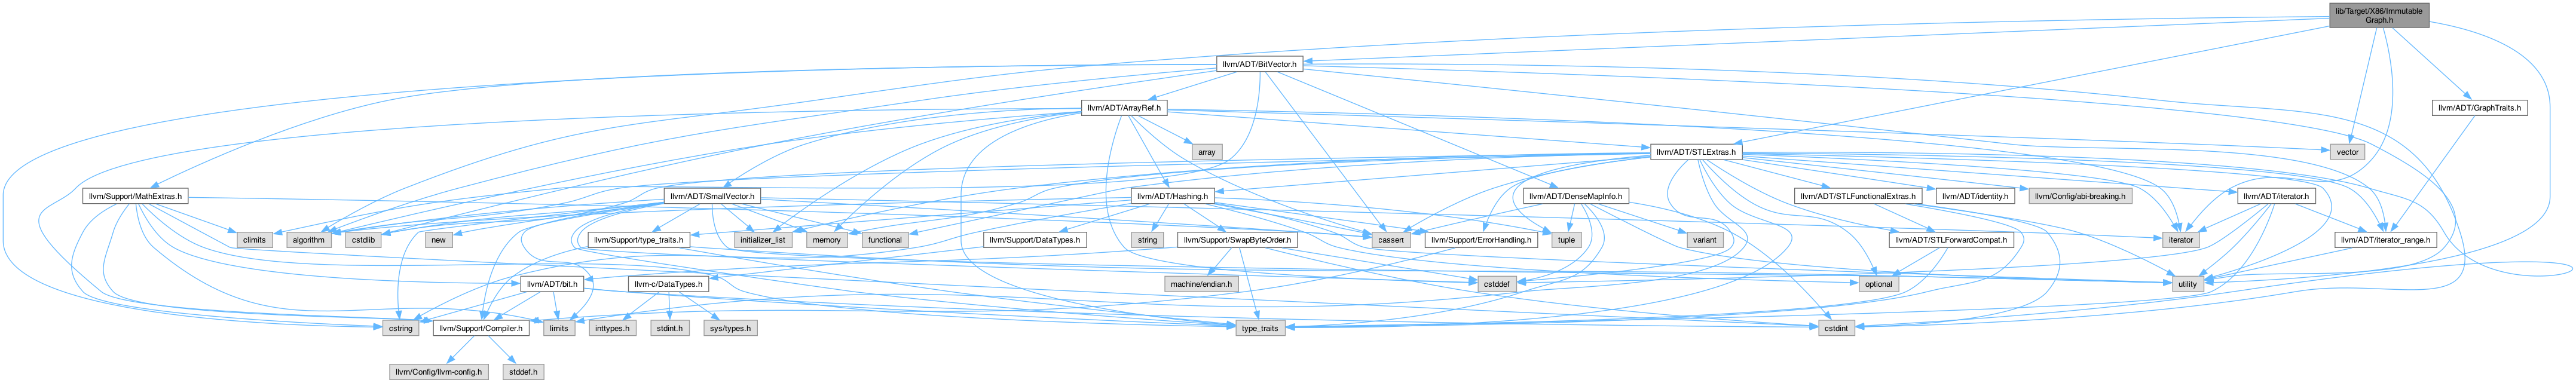 lib/Target/X86/Immutable
Graph.h
llvm/ADT/BitVector.h
llvm/ADT/ArrayRef.h
llvm/ADT/GraphTraits.h
array
llvm/ADT/STLExtras.h
vector
llvm/Support/MathExtras.h
llvm/ADT/SmallVector.h
llvm/ADT/Hashing.h
llvm/ADT/DenseMapInfo.h
llvm/ADT/STLFunctionalExtras.h
llvm/ADT/identity.h
llvm/Config/abi-breaking.h
llvm/ADT/iterator.h
climits
algorithm
cstdlib
new
llvm/Support/type_traits.h
initializer_list
memory
functional
llvm/Support/DataTypes.h
string
llvm/Support/SwapByteOrder.h
cassert
llvm/Support/ErrorHandling.h
tuple
variant
llvm/ADT/STLForwardCompat.h
iterator
llvm/ADT/iterator_range.h
llvm/ADT/bit.h
llvm-c/DataTypes.h
machine/endian.h
cstddef
optional
utility
cstring
llvm/Support/Compiler.h
limits
inttypes.h
stdint.h
sys/types.h
type_traits
cstdint
llvm/Config/llvm-config.h
stddef.h